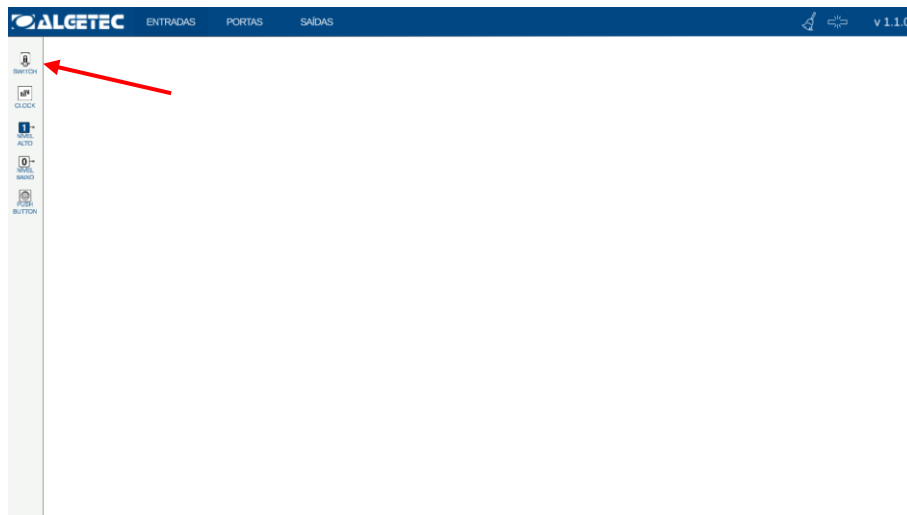 ALGETEC ENTRADAS PORTAS SAÍDAS v 1.1.0
SWITCH
CLOCK
1
NÍVEL
ALTO
0
NÍVEL
BAIXO
PUSH
BUTTON